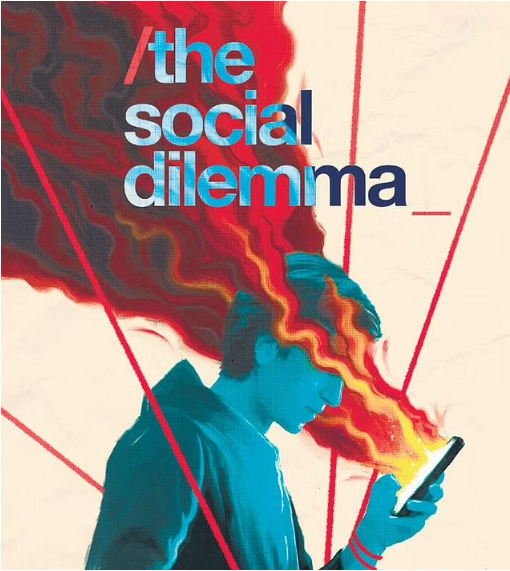 /the
social
dilemma_